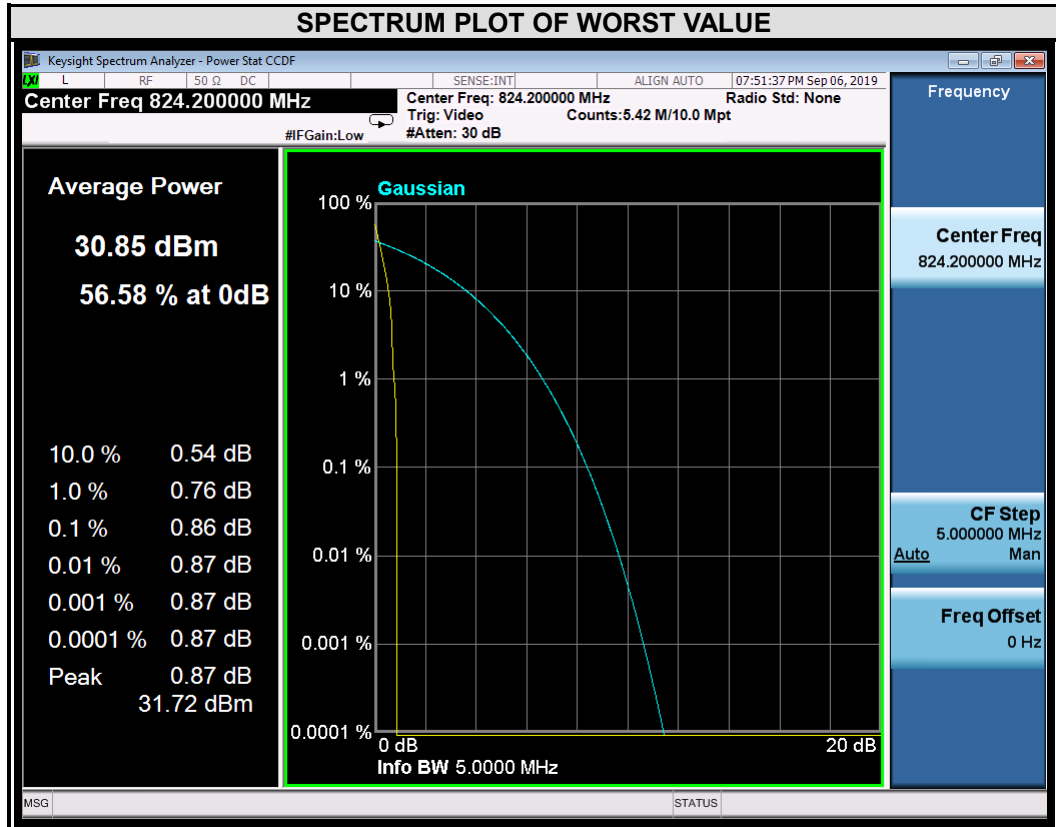 SPECTRUM PLOT OF WORST VALUE
Keysight Spectrum Analyzer - Power Stat CCDF
LXI L RF 50 Ω DC SENSE:INT ALIGN AUTO 07:51:37 PM Sep 06, 2019
Center Freq 824.200000 MHz
Center Freq: 824.200000 MHz Radio Std: None
Trig: Video Counts:5.42 M/10.0 Mpt
#IFGain:Low #Atten: 30 dB
Average Power
30.85 dBm
56.58 % at 0dB
10.0 % 0.54 dB
1.0 % 0.76 dB
0.1 % 0.86 dB
0.01 % 0.87 dB
0.001 % 0.87 dB
0.0001 % 0.87 dB
Peak 0.87 dB
31.72 dBm
Gaussian
100 %
10 %
1 %
0.1 %
0.01 %
0.001 %
0.0001 %
0 dB 20 dB
Info BW 5.0000 MHz
Frequency
Center Freq
824.200000 MHz
CF Step
5.000000 MHz
Auto Man
Freq Offset
0 Hz
MSG STATUS